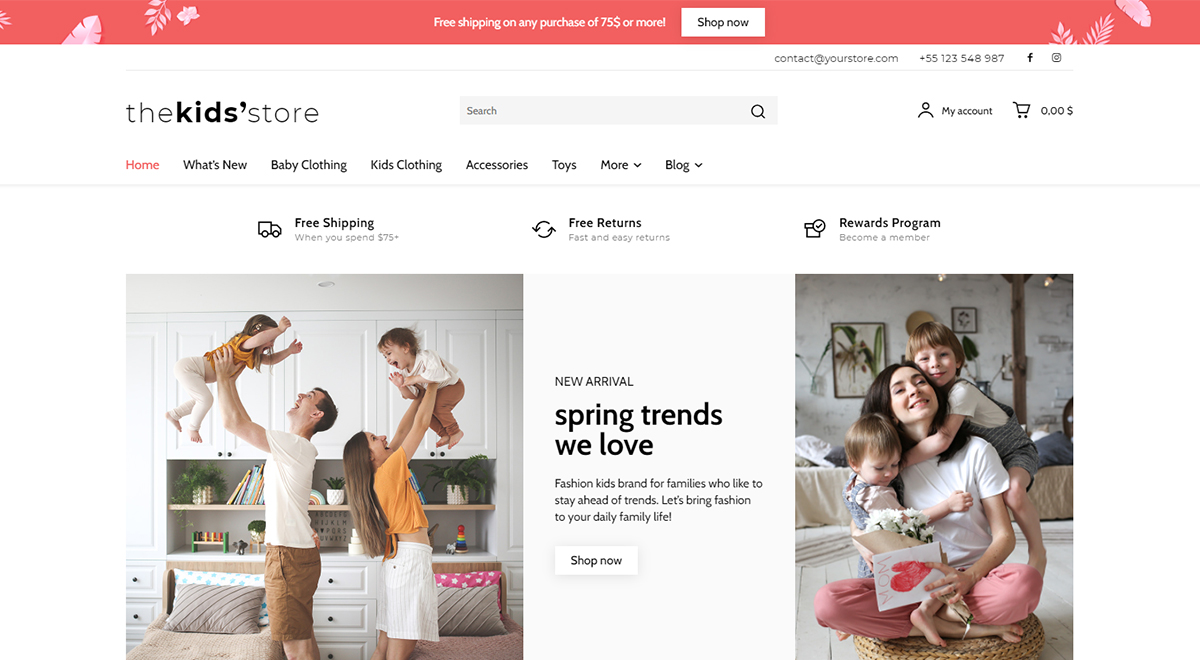 Free shipping on any purchase of 75$ or more!
Shop now
contact@yourstore.com
+55 123 548 987
thekids'store
Search
My account
0,00 $
Home
What's New
Baby Clothing
Kids Clothing
Accessories
Toys
More
Blog
Free Shipping
When you spend $75+
Free Returns
Fast and easy returns
Rewards Program
Become a member
NEW ARRIVAL
spring trends
we love
Fashion kids brand for families who like to
stay ahead of trends. Let's bring fashion
to your daily family life!
Shop now
MOM